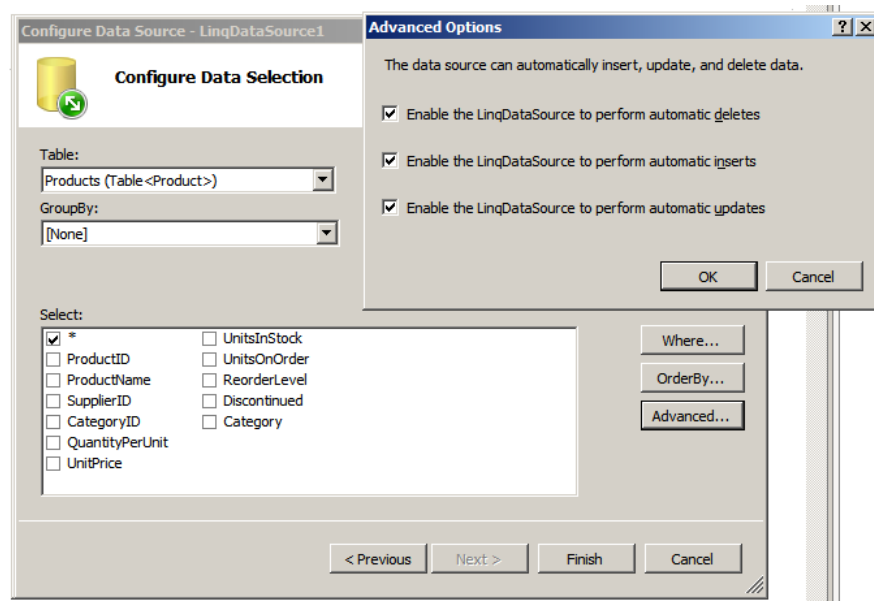 Configure Data Source - LinqDataSource1
Configure Data Selection
Table:
Products (Table<Product>)
GroupBy:
[None]
Select:
*
ProductID
ProductName
SupplierID
CategoryID
QuantityPerUnit
UnitPrice
UnitsInStock
UnitsOnOrder
ReorderLevel
Discontinued
Category
Where...
OrderBy...
Advanced...
< Previous
Next >
Finish
Cancel
Advanced Options
The data source can automatically insert, update, and delete data.
Enable the LinqDataSource to perform automatic deletes
Enable the LinqDataSource to perform automatic inserts
Enable the LinqDataSource to perform automatic updates
OK
Cancel